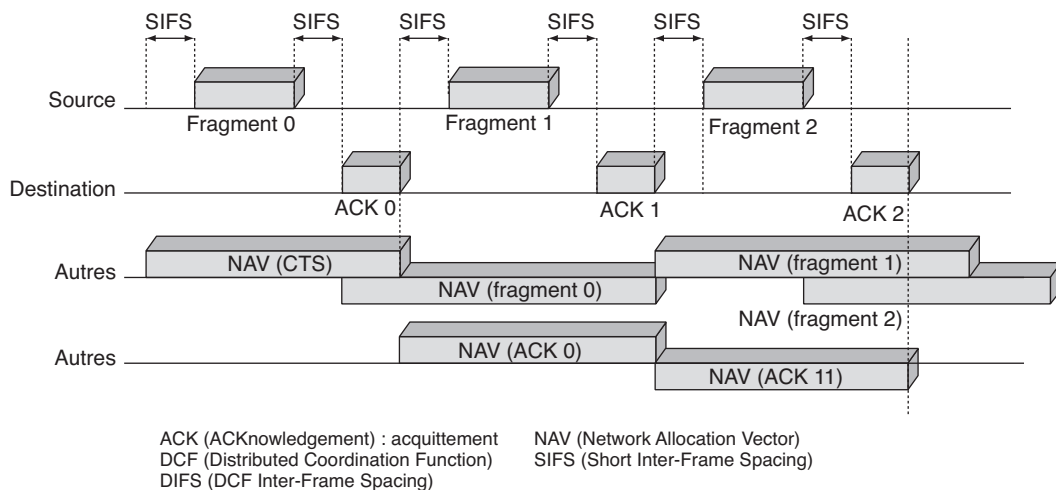 SIFS SIFS SIFS SIFS SIFS SIFS
Source
Fragment 0 Fragment 1 Fragment 2
Destination
ACK 0 ACK 1 ACK 2
Autres NAV (CTS) NAV (fragment 1)
NAV (fragment 0)
NAV (fragment 2)
Autres NAV (ACK 0)
NAV (ACK 11)
ACK (ACKnowledgement) : acquittement NAV (Network Allocation Vector)
DCF (Distributed Coordination Function) SIFS (Short Inter-Frame Spacing)
DIFS (DCF Inter-Frame Spacing)